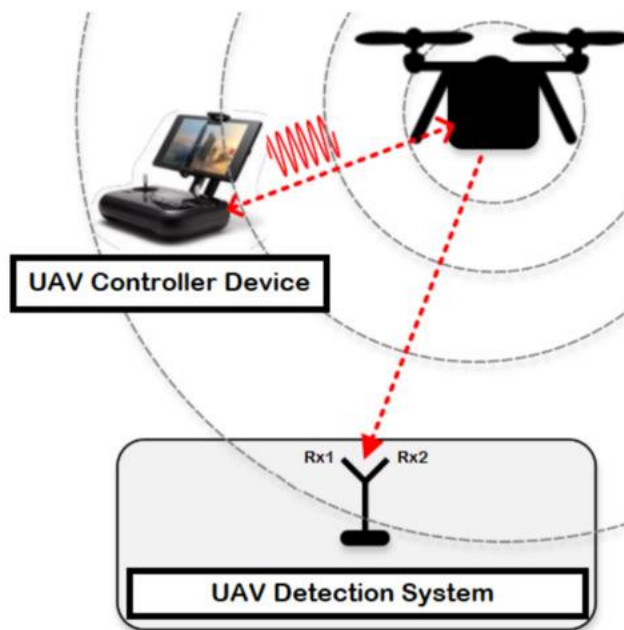 UAV Controller Device
Rx1 Rx2
UAV Detection System